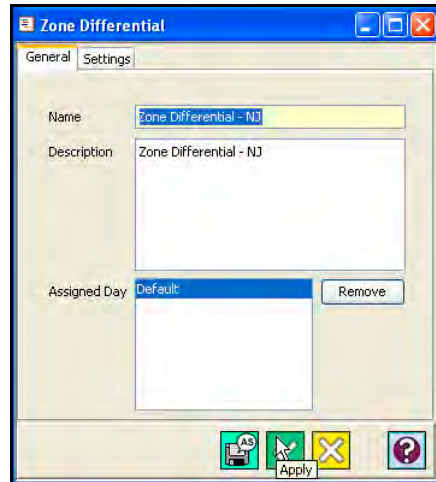 Zone Differential
General Settings
Name Zone Differential - NJ
Description Zone Differential - NJ
Assigned Day Default Remove
AS
Apply